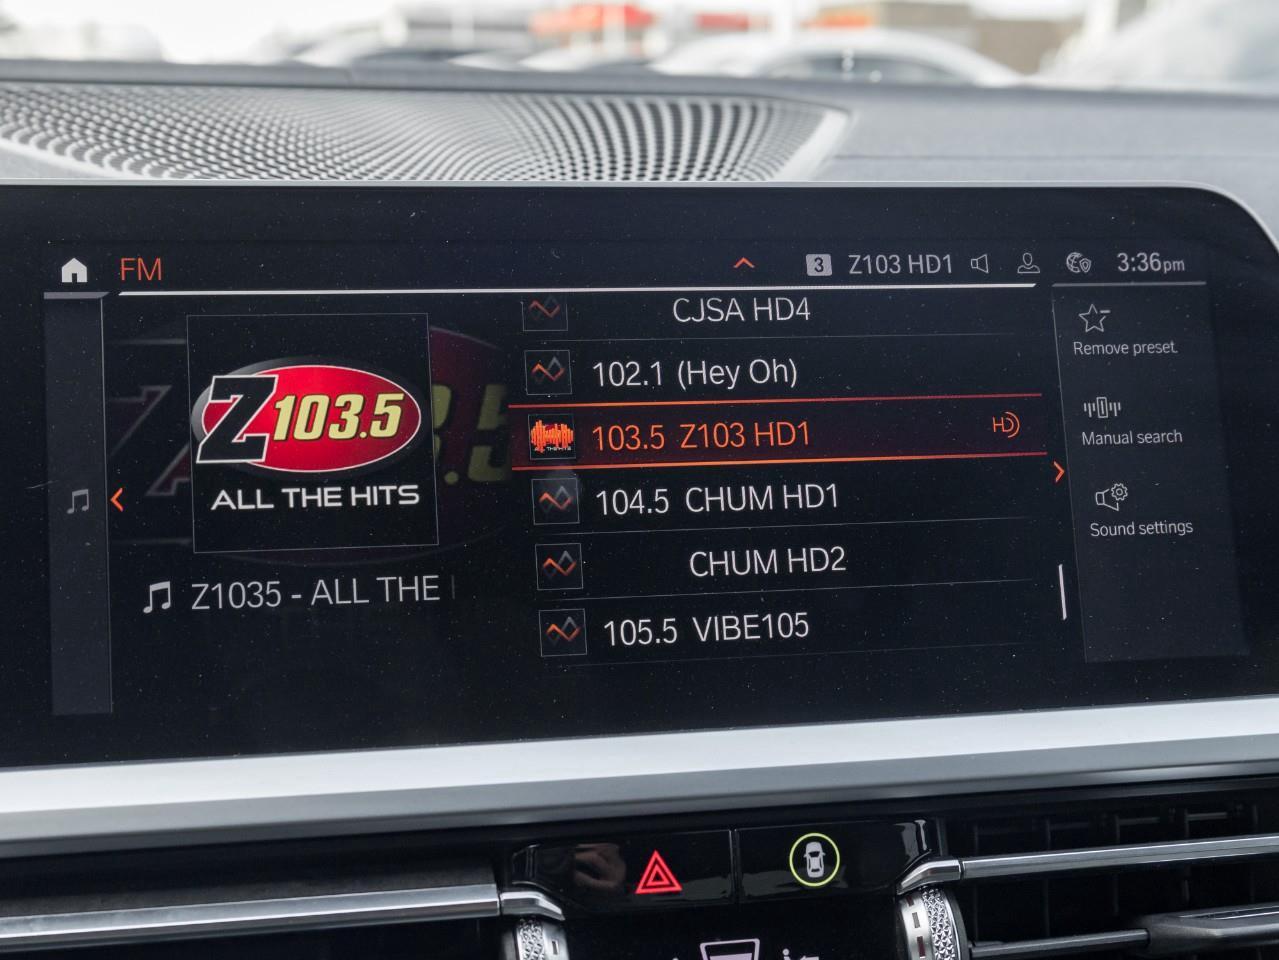 FM
3 Z103 HD1 3:36pm
CJSA HD4
102.1 (Hey Oh)
103.5 Z103 HD1 HD
104.5 CHUM HD1
CHUM HD2
105.5 VIBE105
Z103.5
ALL THE HITS
Z1035 - ALL THE
Remove preset
Manual search
Sound settings